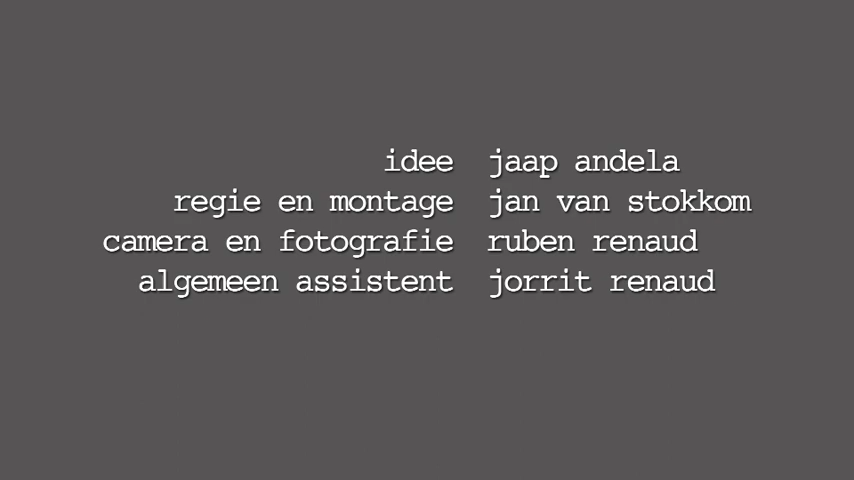 idee jaap andela
regie en montage jan van stokkom
camera en fotografie ruben renaud
algemeen assistent jorrit renaud